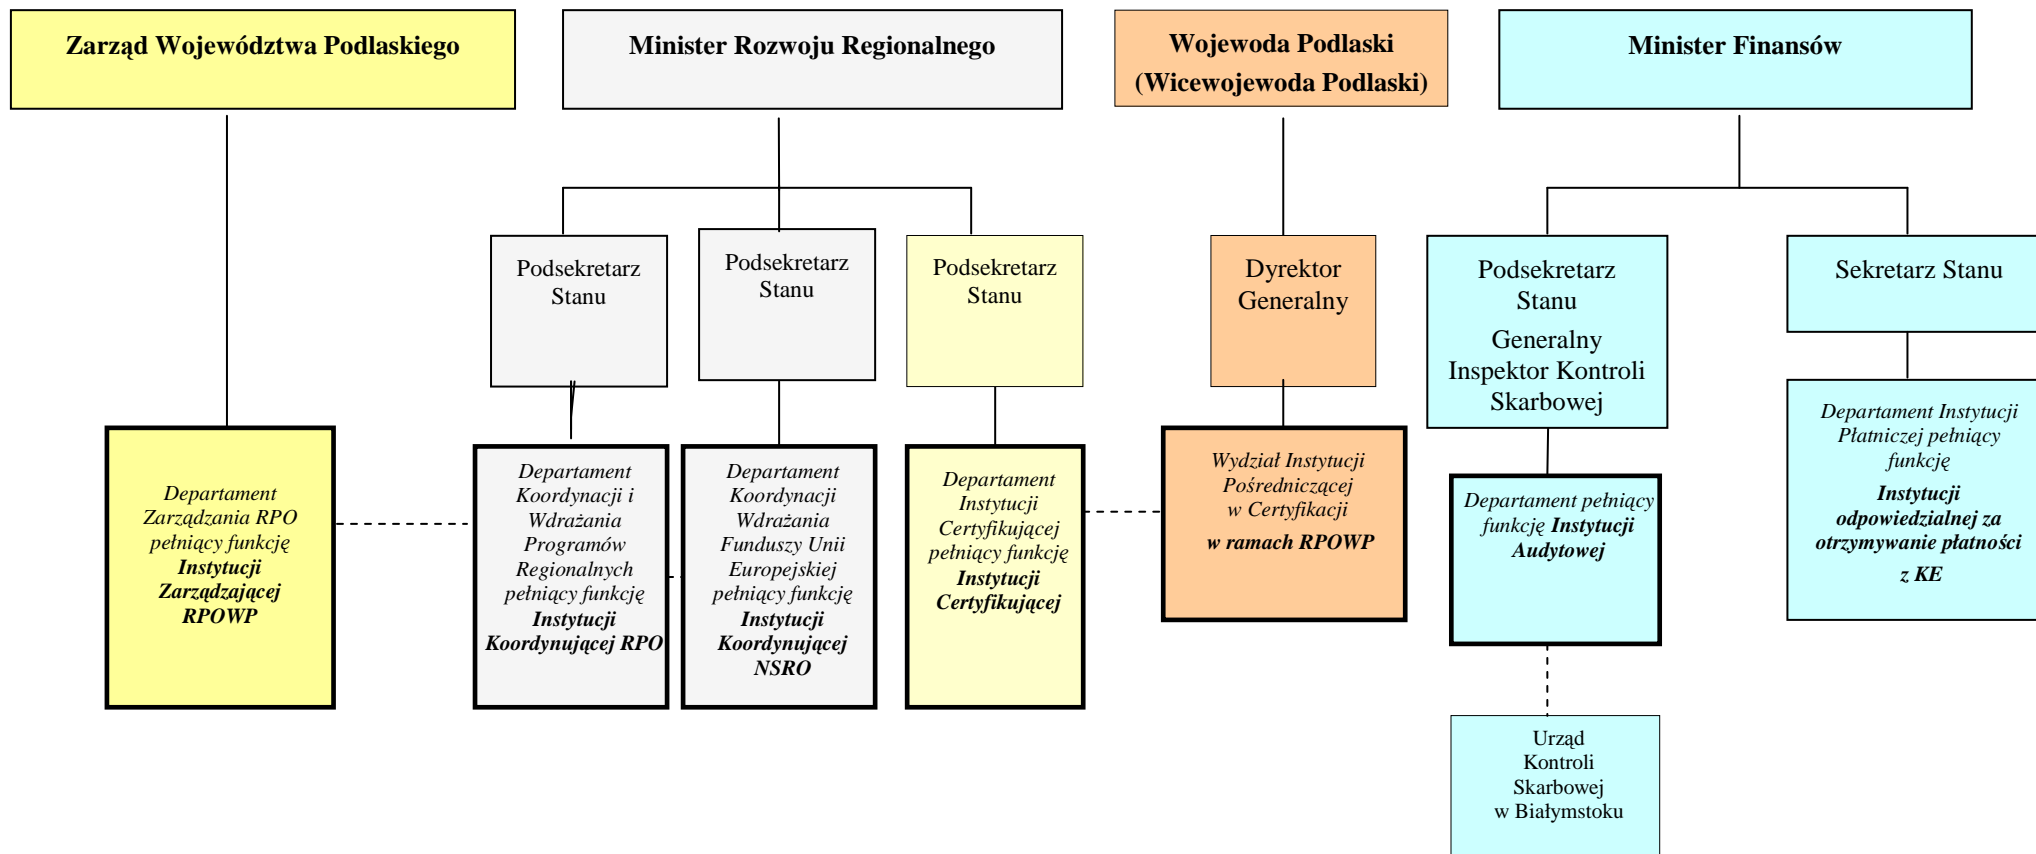 Zarząd Województwa Podlaskiego
Minister Rozwoju Regionalnego
Wojewoda Podlaski
(Wicewojewoda Podlaski)
Minister Finansów
Podsekretarz
Stanu
Podsekretarz
Stanu
Podsekretarz
Stanu
Dyrektor
Generalny
Podsekretarz
Stanu
Generalny
Inspektor Kontroli
Skarbowej
Sekretarz Stanu
Departament
Zarządzania RPO
pełniący funkcję
Instytucji
Zarządzającej
RPOWP
Departament
Koordynacji i
Wdrażania
Programów
Regionalnych
pełniący funkcję
Instytucji
Koordynującej RPO
Departament
Koordynacji
Wdrażania
Funduszy Unii
Europejskiej
pełniący funkcję
Instytucji
Koordynującej
NSRO
Departament
Instytucji
Certyfikującej
pełniący funkcję
Instytucji
Certyfikującej
Wydział Instytucji
Pośredniczącej
w Certyfikacji
w ramach RPOWP
Departament pełniący
funkcję Instytucji
Audytowej
Departament Instytucji
Płatniczej pełniący
funkcję
Instytucji
odpowiedzialnej za
otrzymywanie płatności
z KE
Urząd
Kontroli
Skarbowej
w Białymstoku